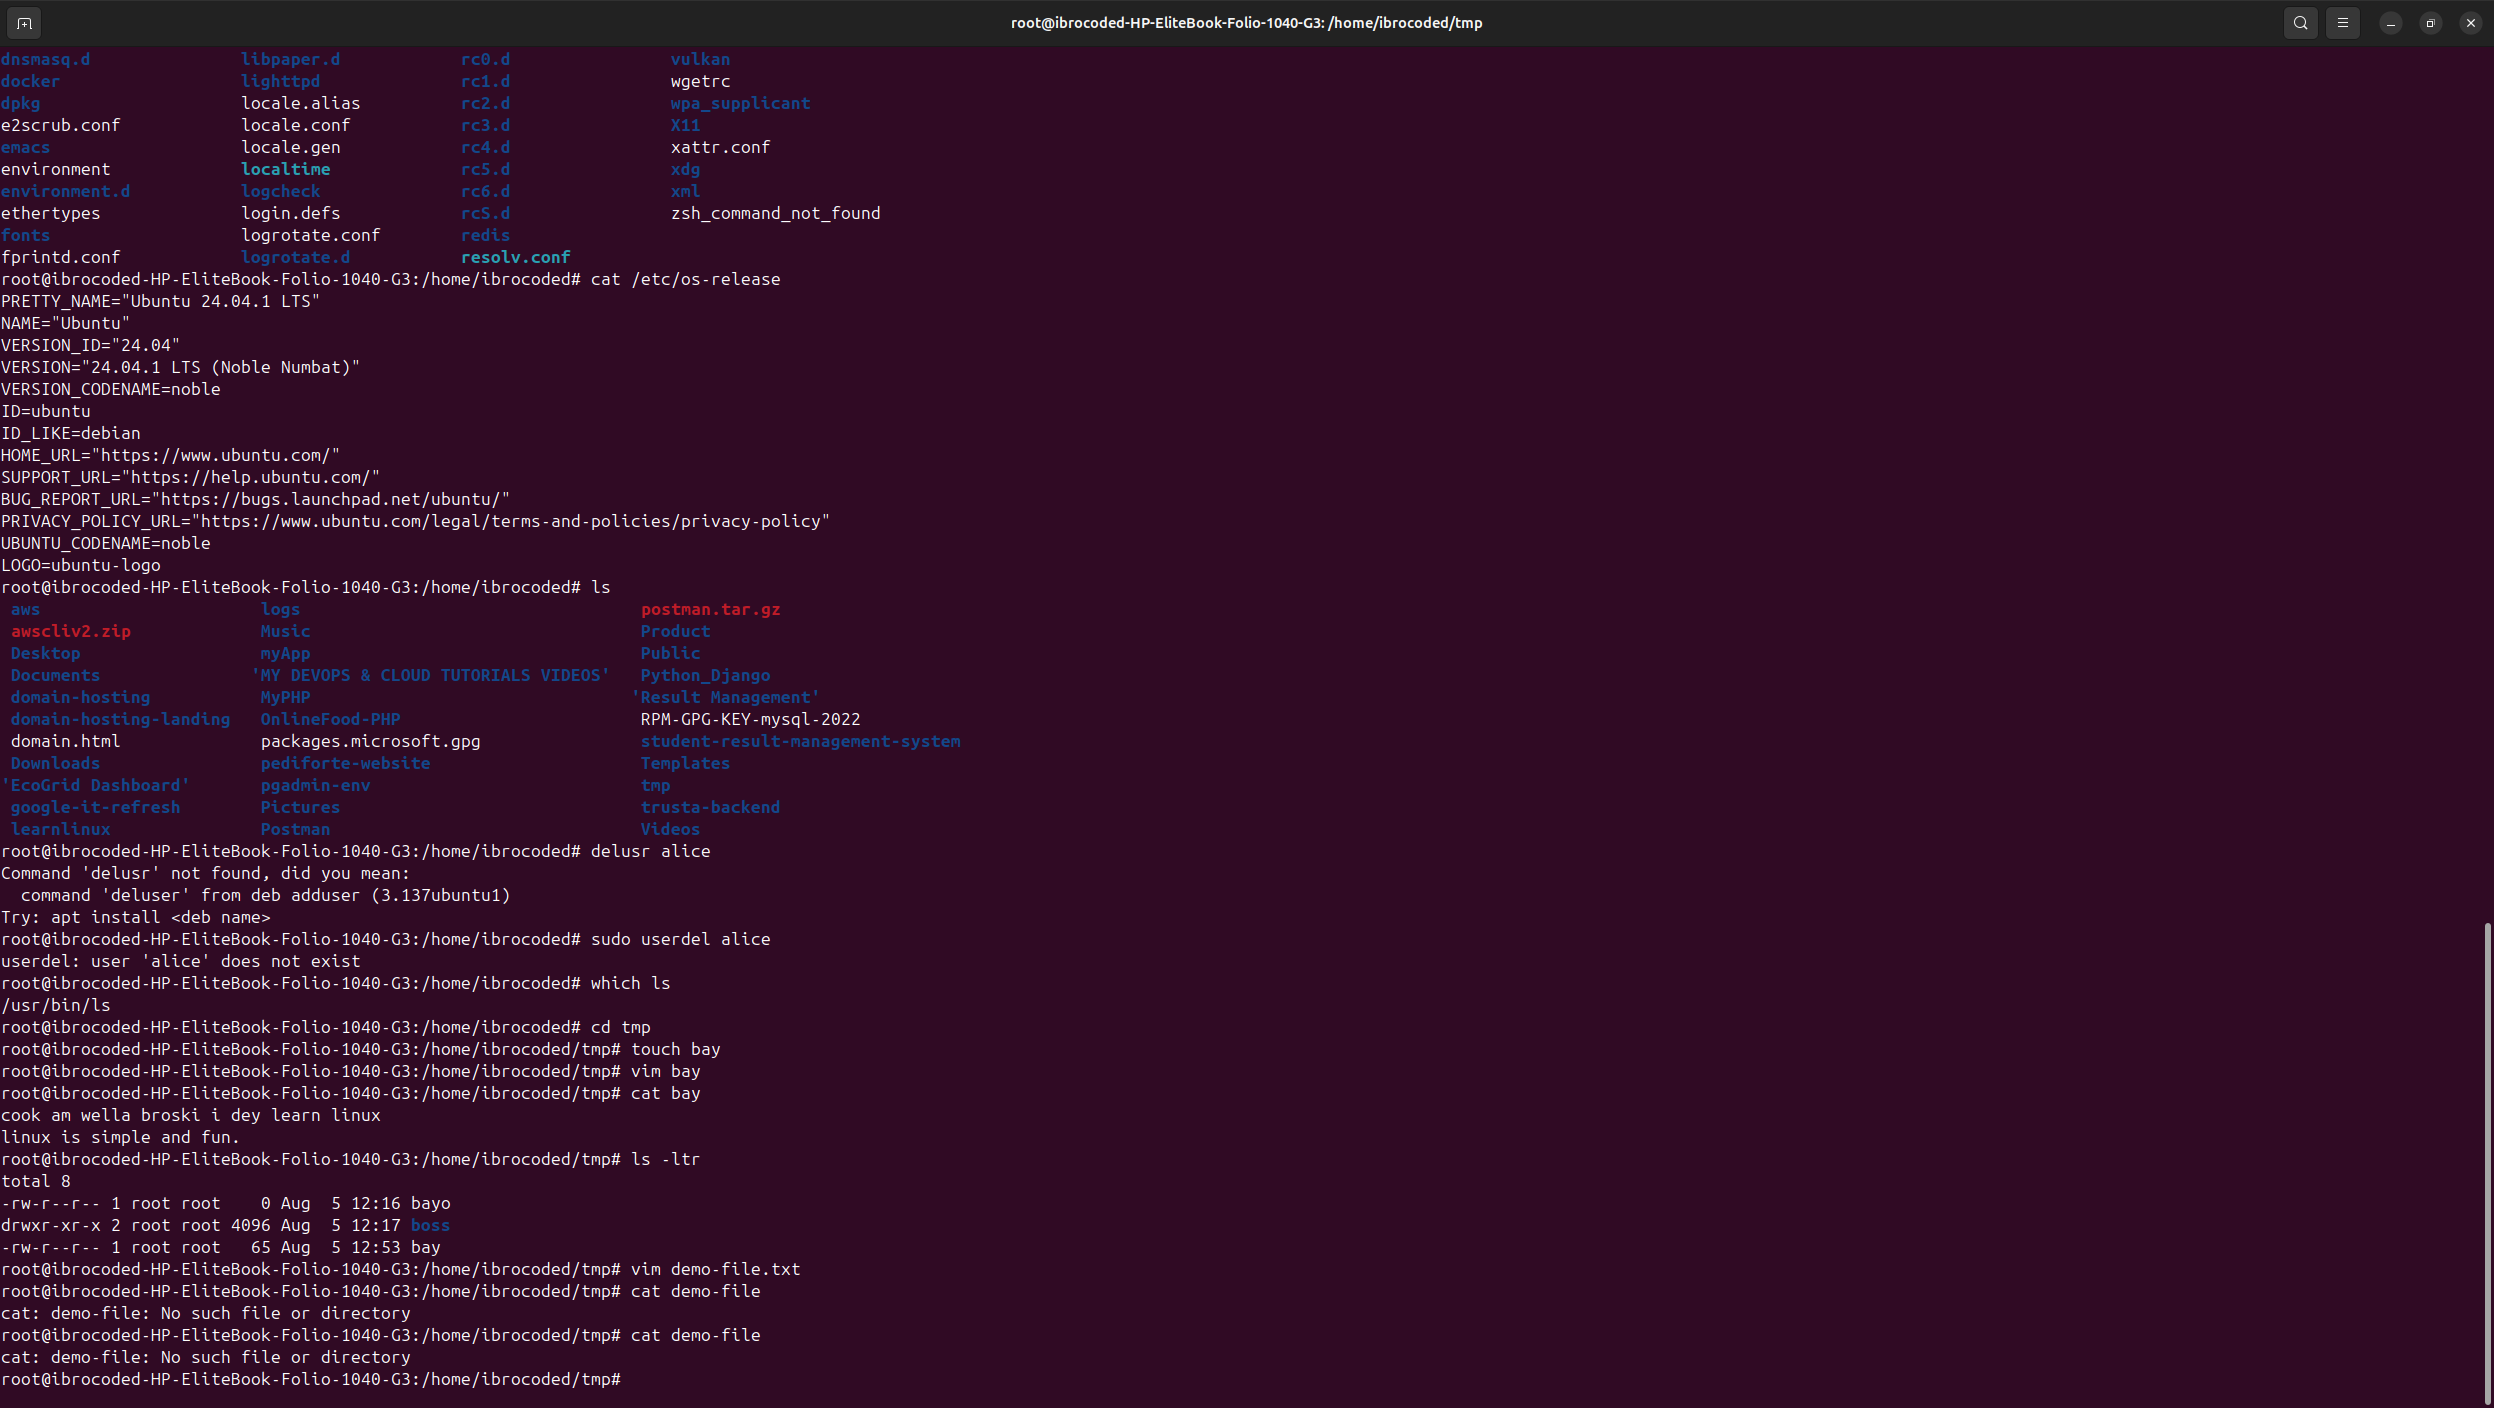 root@ibrocoded-HP-EliteBook-Folio-1040-G3: /home/ibrocoded/tmp
dnsmasq.d libpaper.d rc0.d vulkan
docker lighttpd rc1.d wgetrc
dpkg locale.alias rc2.d wpa_supplicant
e2scrub.conf locale.conf rc3.d X11
emacs locale.gen rc4.d xattr.conf
environment localtime rc5.d xdg
environment.d logcheck rc6.d xml
ethertypes login.defs rcS.d zsh_command_not_found
fonts logrotate.conf redis
fprintd.conf logrotate.d resolv.conf
root@ibrocoded-HP-EliteBook-Folio-1040-G3:/home/ibrocoded# cat /etc/os-release
PRETTY_NAME="Ubuntu 24.04.1 LTS"
NAME="Ubuntu"
VERSION_ID="24.04"
VERSION="24.04.1 LTS (Noble Numbat)"
VERSION_CODENAME=noble
ID=ubuntu
ID_LIKE=debian
HOME_URL="https://www.ubuntu.com/"
SUPPORT_URL="https://help.ubuntu.com/"
BUG_REPORT_URL="https://bugs.launchpad.net/ubuntu/"
PRIVACY_POLICY_URL="https://www.ubuntu.com/legal/terms-and-policies/privacy-policy"
UBUNTU_CODENAME=noble
LOGO=ubuntu-logo
root@ibrocoded-HP-EliteBook-Folio-1040-G3:/home/ibrocoded# ls
aws logs postman.tar.gz
awscliv2.zip Music Product
Desktop myApp Public
Documents 'MY DEVOPS & CLOUD TUTORIALS VIDEOS' Python_Django
domain-hosting MyPHP 'Result Management'
domain-hosting-landing OnlineFood-PHP RPM-GPG-KEY-mysql-2022
domain.html packages.microsoft.gpg student-result-management-system
Downloads pediforte-website Templates
'EcoGrid Dashboard' pgadmin-env tmp
google-it-refresh Pictures trusta-backend
learnlinux Postman Videos
root@ibrocoded-HP-EliteBook-Folio-1040-G3:/home/ibrocoded# delusr alice
Command 'delusr' not found, did you mean:
  command 'deluser' from deb adduser (3.137ubuntu1)
Try: apt install <deb name>
root@ibrocoded-HP-EliteBook-Folio-1040-G3:/home/ibrocoded# sudo userdel alice
userdel: user 'alice' does not exist
root@ibrocoded-HP-EliteBook-Folio-1040-G3:/home/ibrocoded# which ls
/usr/bin/ls
root@ibrocoded-HP-EliteBook-Folio-1040-G3:/home/ibrocoded# cd tmp
root@ibrocoded-HP-EliteBook-Folio-1040-G3:/home/ibrocoded/tmp# touch bay
root@ibrocoded-HP-EliteBook-Folio-1040-G3:/home/ibrocoded/tmp# vim bay
root@ibrocoded-HP-EliteBook-Folio-1040-G3:/home/ibrocoded/tmp# cat bay
cook am wella broski i dey learn linux
linux is simple and fun.
root@ibrocoded-HP-EliteBook-Folio-1040-G3:/home/ibrocoded/tmp# ls -ltr
total 8
-rw-r--r-- 1 root root    0 Aug  5 12:16 bayo
drwxr-xr-x 2 root root 4096 Aug  5 12:17 boss
-rw-r--r-- 1 root root   65 Aug  5 12:53 bay
root@ibrocoded-HP-EliteBook-Folio-1040-G3:/home/ibrocoded/tmp# vim demo-file.txt
root@ibrocoded-HP-EliteBook-Folio-1040-G3:/home/ibrocoded/tmp# cat demo-file
cat: demo-file: No such file or directory
root@ibrocoded-HP-EliteBook-Folio-1040-G3:/home/ibrocoded/tmp# cat demo-file
cat: demo-file: No such file or directory
root@ibrocoded-HP-EliteBook-Folio-1040-G3:/home/ibrocoded/tmp#